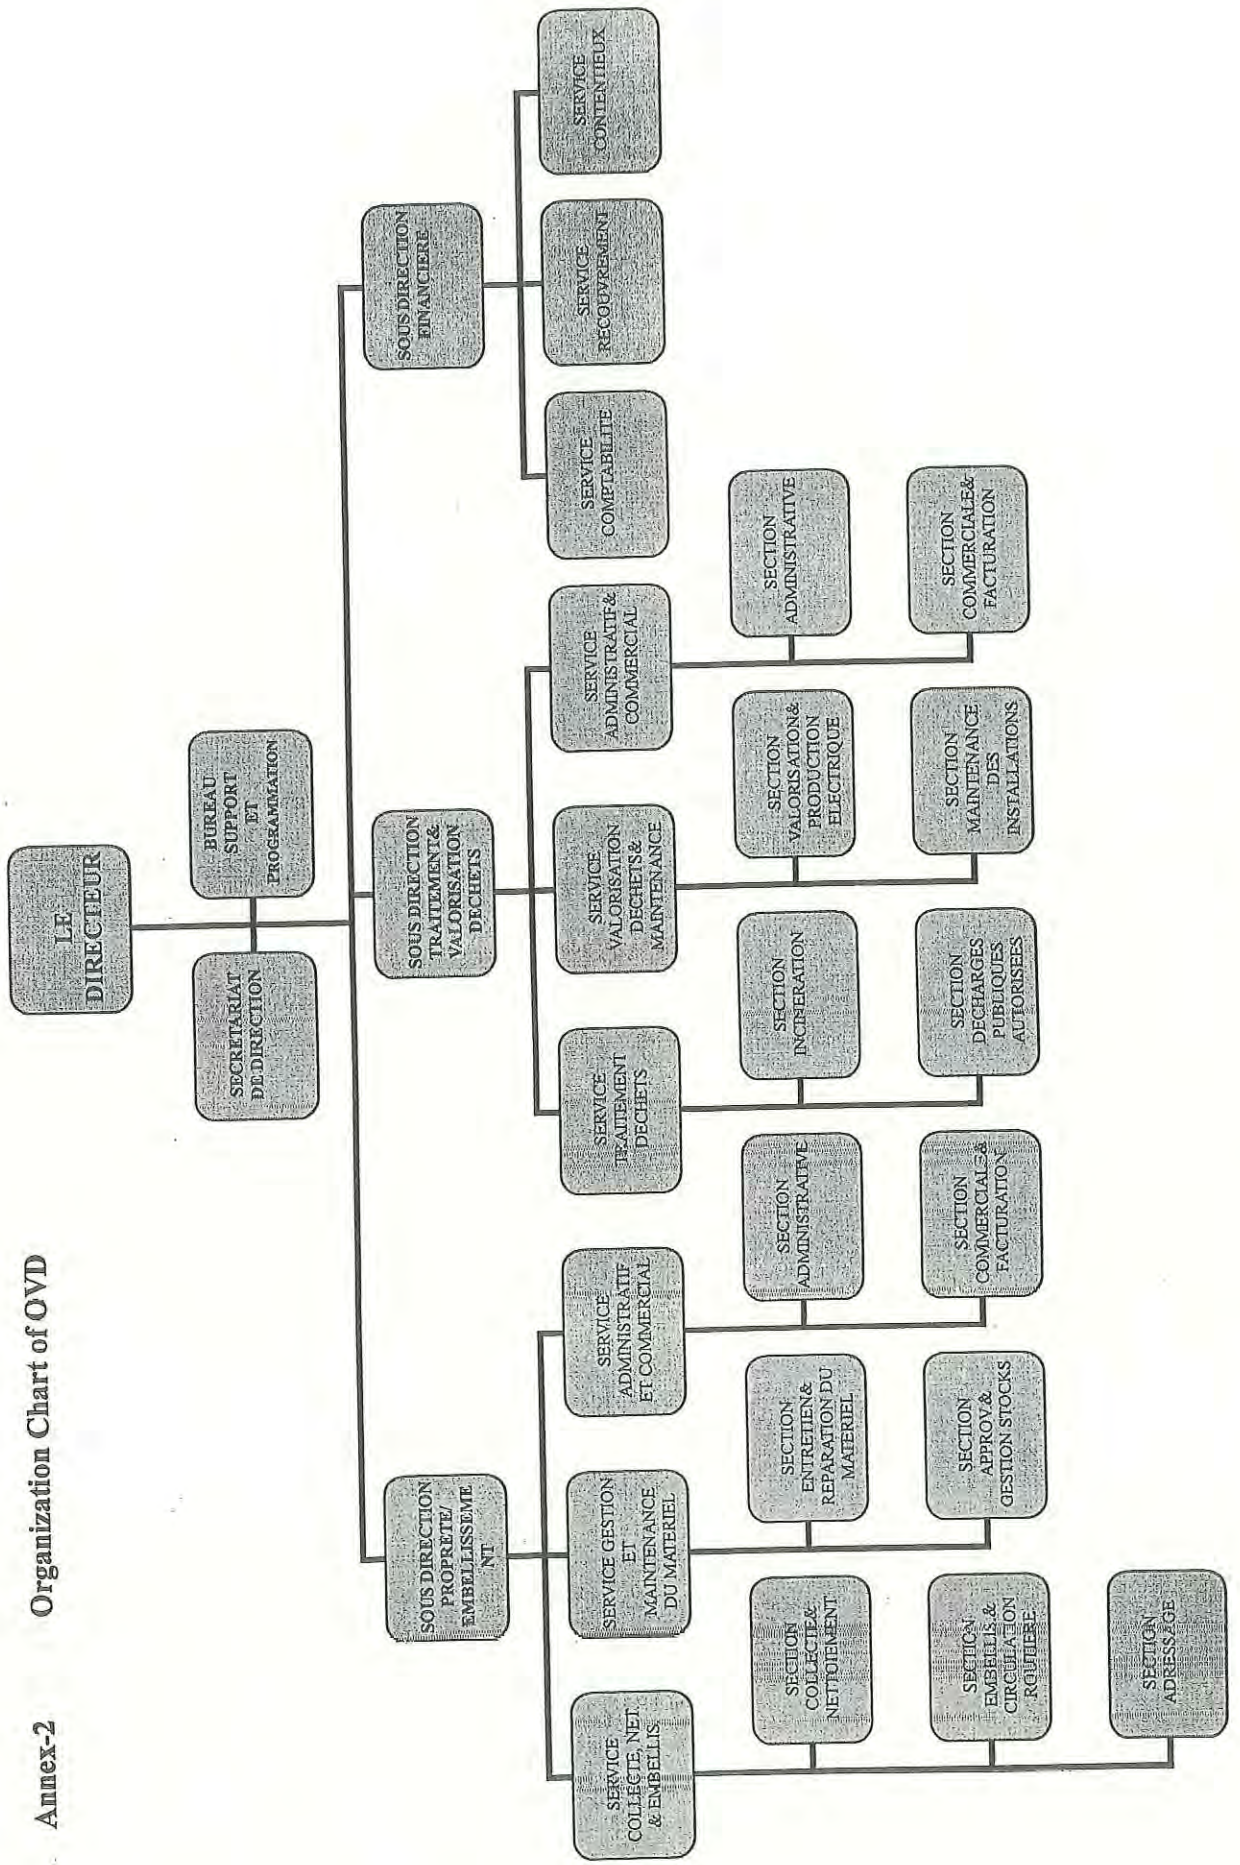 Annex-2 Organization Chart of OVD
LE
DIRECTEUR
SECRETARIAT
DE DIRECTION
BUREAU
SUPPORT
ET
PROGRAMMATION
SOUS DIRECTION
PROPRETE/
EMBELLISSEME
NT
SOUS DIRECTION
TRAITEMENT&
VALORISATION
DECHETS
SOUS DIRECTION
FINANCIERE
SERVICE
COLLECTE, NET.
& EMBELLIS.
SERVICE GESTION
ET
MAINTENANCE
DU MATERIEL
SERVICE
ADMINISTRATIF
ET COMMERCIAL
SERVICE
TRAITEMENT
DECHETS
SERVICE
VALORISATION
DECHETS&
MAINTENANCE
SERVICE
ADMINISTRATIF&
COMMERCIAL
SERVICE
COMPTABILITE
SERVICE
RECOUVREMENT
SERVICE
CONTENTIEUX
SECTION
COLLECTE&
NETTOIEMENT
SECTION
ENTRETIEN&
REPARATION DU
MATERIEL
SECTION
ADMINISTRATIVE
SECTION
INCINERATION
SECTION
VALORISATION&
PRODUCTION
ELECTRIQUE
SECTION
ADMINISTRATIVE
SECTION
EMBELLIS.&
CIRCULATION
ROUTIERE
SECTION
APPROV.&
GESTION STOCKS
SECTION
COMMERCIALE&
FACTURATION
SECTION
DECHARGES
PUBLIQUES
AUTORISEES
SECTION
MAINTENANCE
DES
INSTALLATIONS
SECTION
COMMERCIALE&
FACTURATION
SECTION
ADRESSAGE